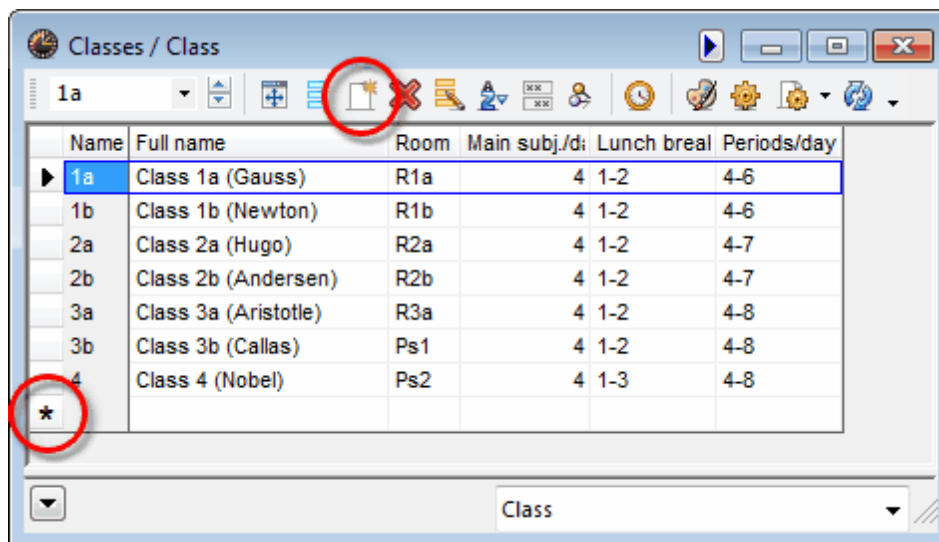 Classes / Class
1a
Name Full name Room Main subj./da Lunch breal Periods/day
1a Class 1a (Gauss) R1a 4 1-2 4-6
1b Class 1b (Newton) R1b 4 1-2 4-6
2a Class 2a (Hugo) R2a 4 1-2 4-7
2b Class 2b (Andersen) R2b 4 1-2 4-7
3a Class 3a (Aristotle) R3a 4 1-2 4-8
3b Class 3b (Callas) Ps1 4 1-2 4-8
4 Class 4 (Nobel) Ps2 4 1-3 4-8
*
Class